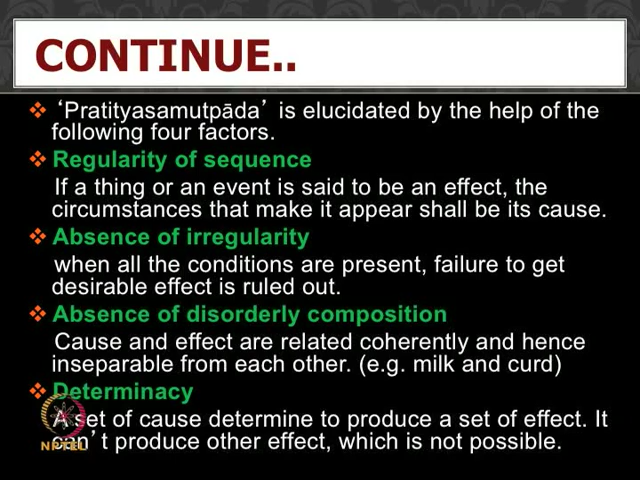 CONTINUE..
‘Pratityasamutpāda’ is elucidated by the help of the
following four factors.
Regularity of sequence
If a thing or an event is said to be an effect, the
circumstances that make it appear shall be its cause.
Absence of irregularity
when all the conditions are present, failure to get
desirable effect is ruled out.
Absence of disorderly composition
Cause and effect are related coherently and hence
inseparable from each other. (e.g. milk and curd)
Determinacy
A set of cause determine to produce a set of effect. It
can’t produce other effect, which is not possible.
NPTEL